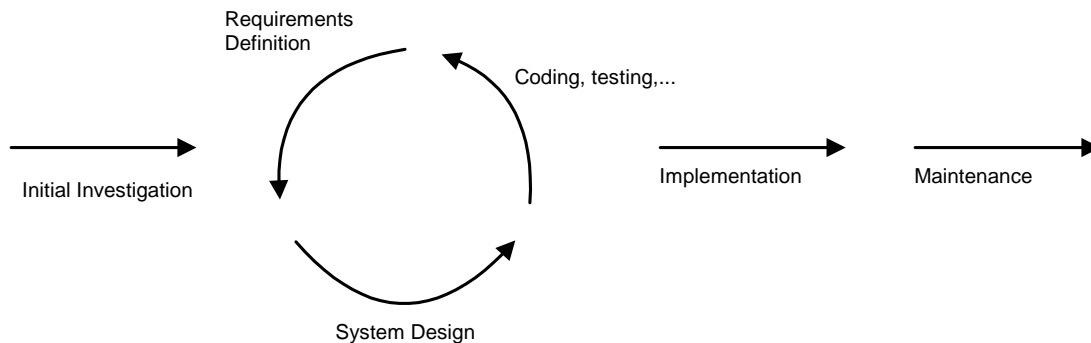 Requirements
Definition
Coding, testing,...
Initial Investigation
Implementation
Maintenance
System Design